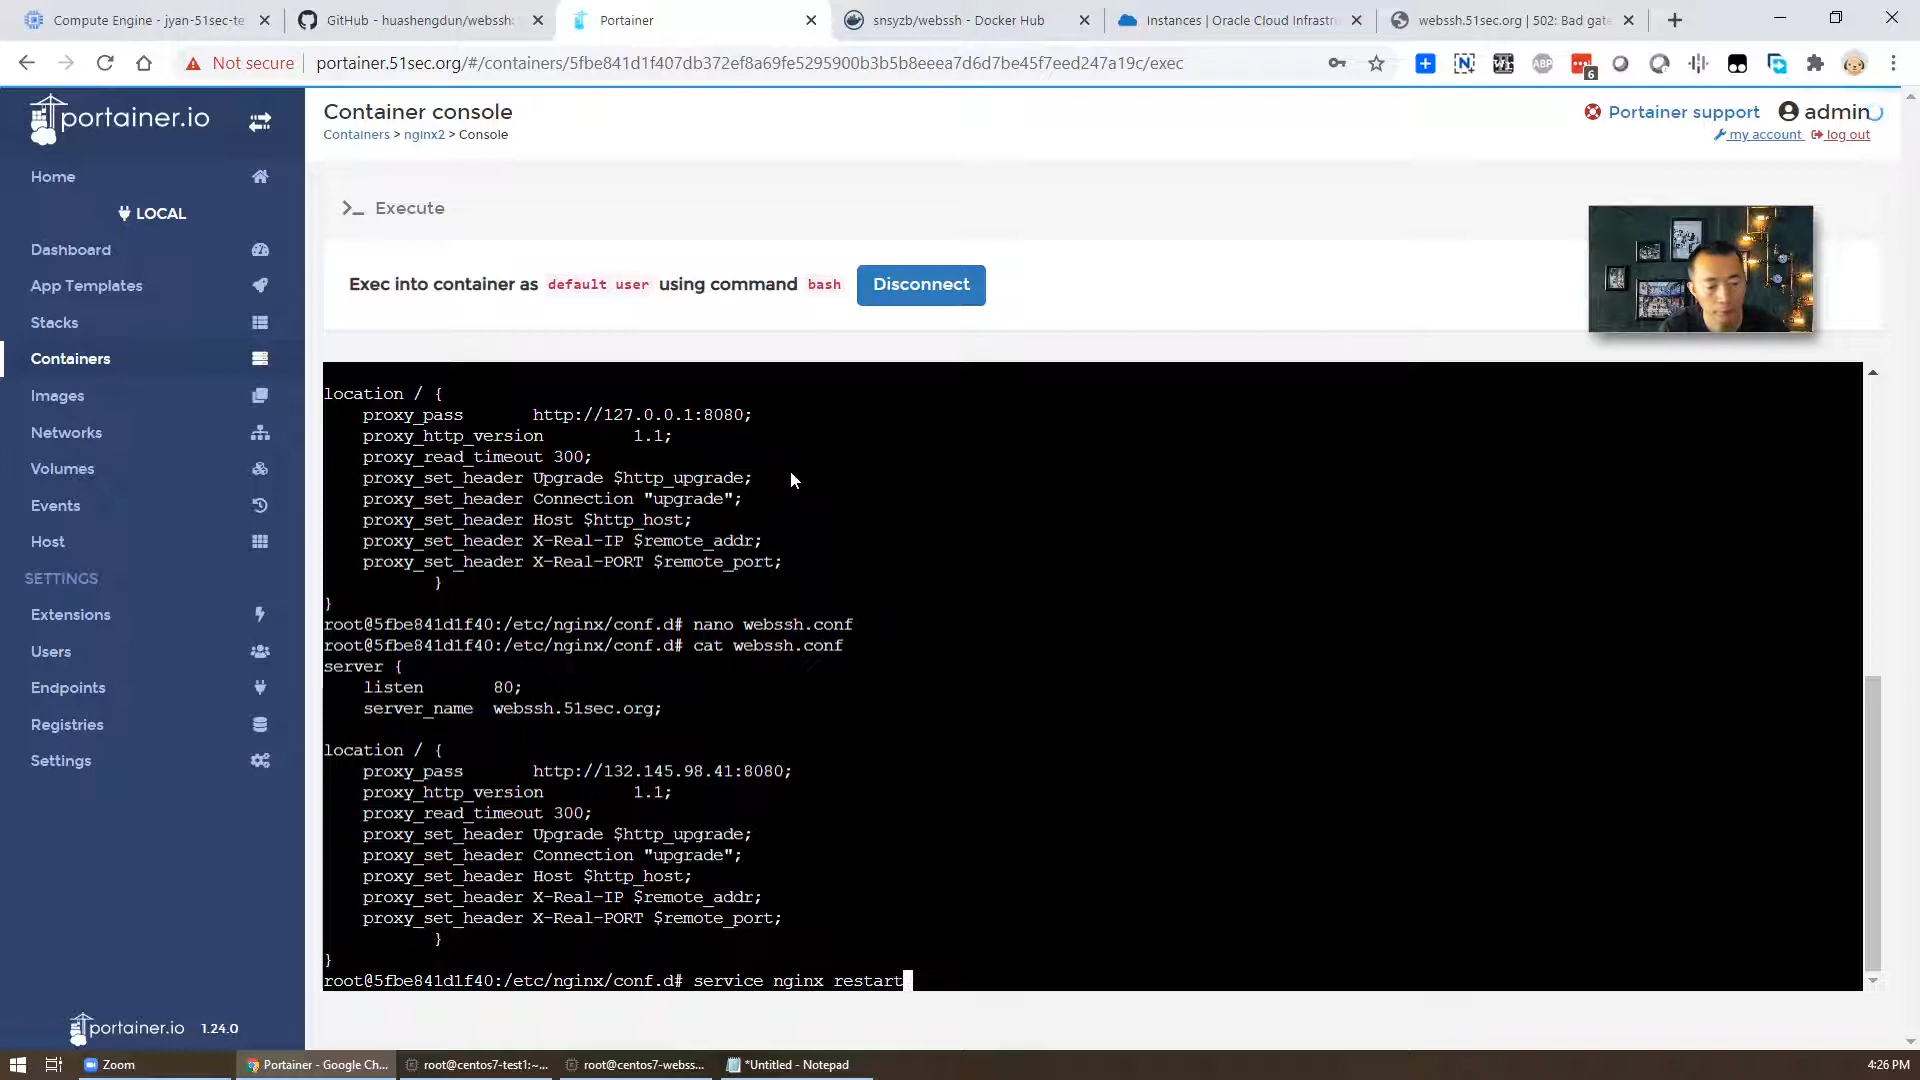 Compute Engine - jyan-51sec-te
GitHub - huashengdun/webssh:
Portainer
snsyzb/webssh - Docker Hub
Instances | Oracle Cloud Infrastru
webssh.51sec.org | 502: Bad gate
Not secure
portainer.51sec.org/#/containers/5fbe841d1f407db372ef8a69fe5295900b3b5b8eeea7d6d7be45f7eed247a19c/exec
ABP
6
portainer.io
Home
LOCAL
Dashboard
App Templates
Stacks
Containers
Images
Networks
Volumes
Events
Host
SETTINGS
Extensions
Users
Endpoints
Registries
Settings
portainer.io 1.24.0
Container console
Containers > nginx2 > Console
Portainer support
admin
my account
log out
>_ Execute
Exec into container as default user using command bash
Disconnect
location / {
proxy_pass http://127.0.0.1:8080;
proxy_http_version 1.1;
proxy_read_timeout 300;
proxy_set_header Upgrade $http_upgrade;
proxy_set_header Connection "upgrade";
proxy_set_header Host $http_host;
proxy_set_header X-Real-IP $remote_addr;
proxy_set_header X-Real-PORT $remote_port;
}
}
root@5fbe841d1f40:/etc/nginx/conf.d# nano webssh.conf
root@5fbe841d1f40:/etc/nginx/conf.d# cat webssh.conf
server {
listen 80;
server_name webssh.51sec.org;
location / {
proxy_pass http://132.145.98.41:8080;
proxy_http_version 1.1;
proxy_read_timeout 300;
proxy_set_header Upgrade $http_upgrade;
proxy_set_header Connection "upgrade";
proxy_set_header Host $http_host;
proxy_set_header X-Real-IP $remote_addr;
proxy_set_header X-Real-PORT $remote_port;
}
}
root@5fbe841d1f40:/etc/nginx/conf.d# service nginx restart
Zoom
Portainer - Google Ch...
root@centos7-test1:~...
root@centos7-webss...
*Untitled - Notepad
4:26 PM